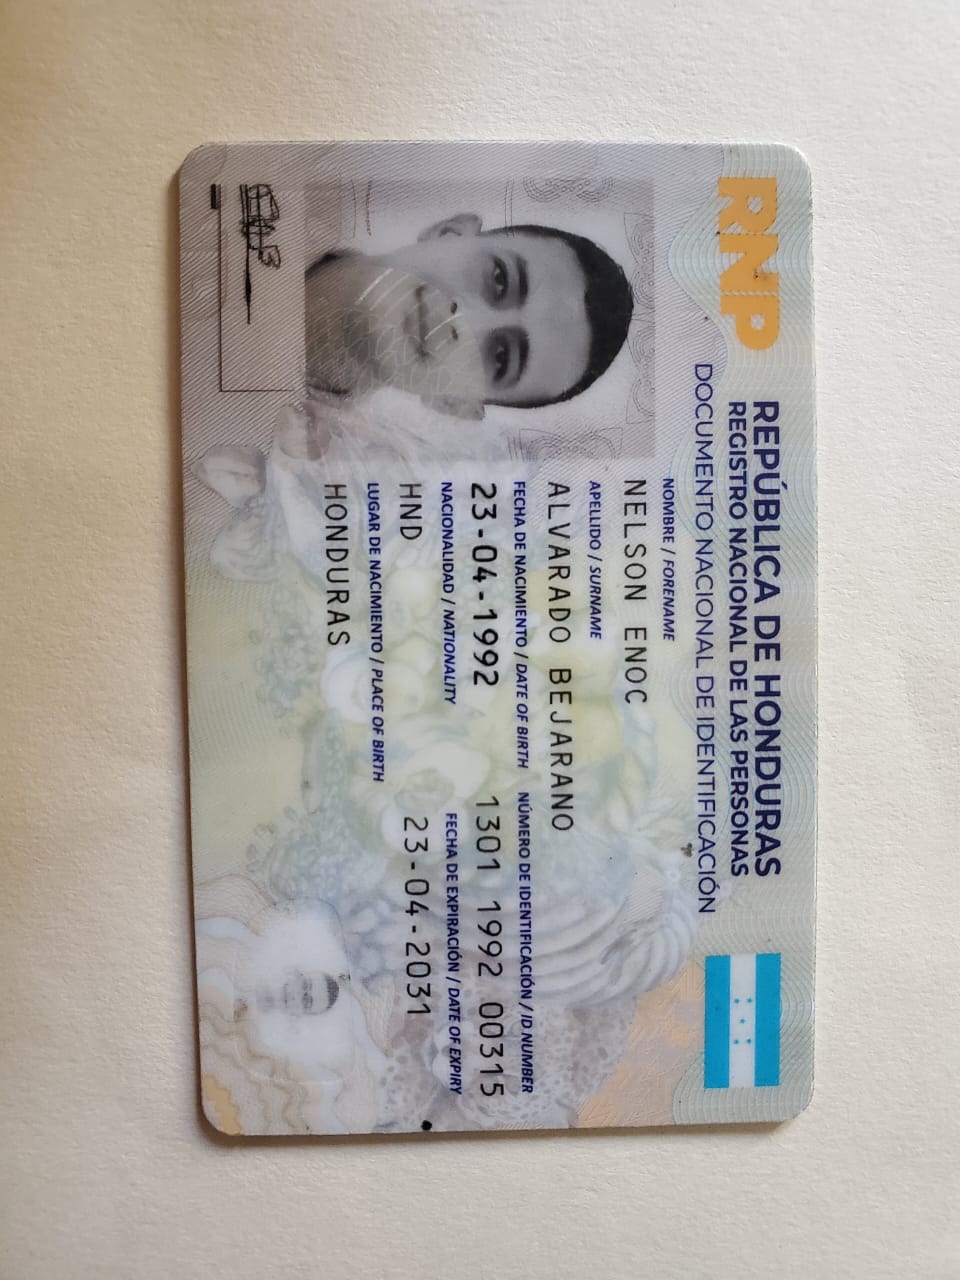 RNP
REPÚBLICA DE HONDURAS
REGISTRO NACIONAL DE LAS PERSONAS
DOCUMENTO NACIONAL DE IDENTIFICACIÓN
NOMBRE / FORENAME
NELSON ENOC
APELLIDO / SURNAME
ALVARADO BEJARANO
FECHA DE NACIMIENTO / DATE OF BIRTH NÚMERO DE IDENTIFICACIÓN / ID NUMBER
23-04-1992 1301 1992 00315
NACIONALIDAD / NATIONALITY FECHA DE EXPIRACIÓN / DATE OF EXPIRY
HND 23-04-2031
LUGAR DE NACIMIENTO / PLACE OF BIRTH
HONDURAS